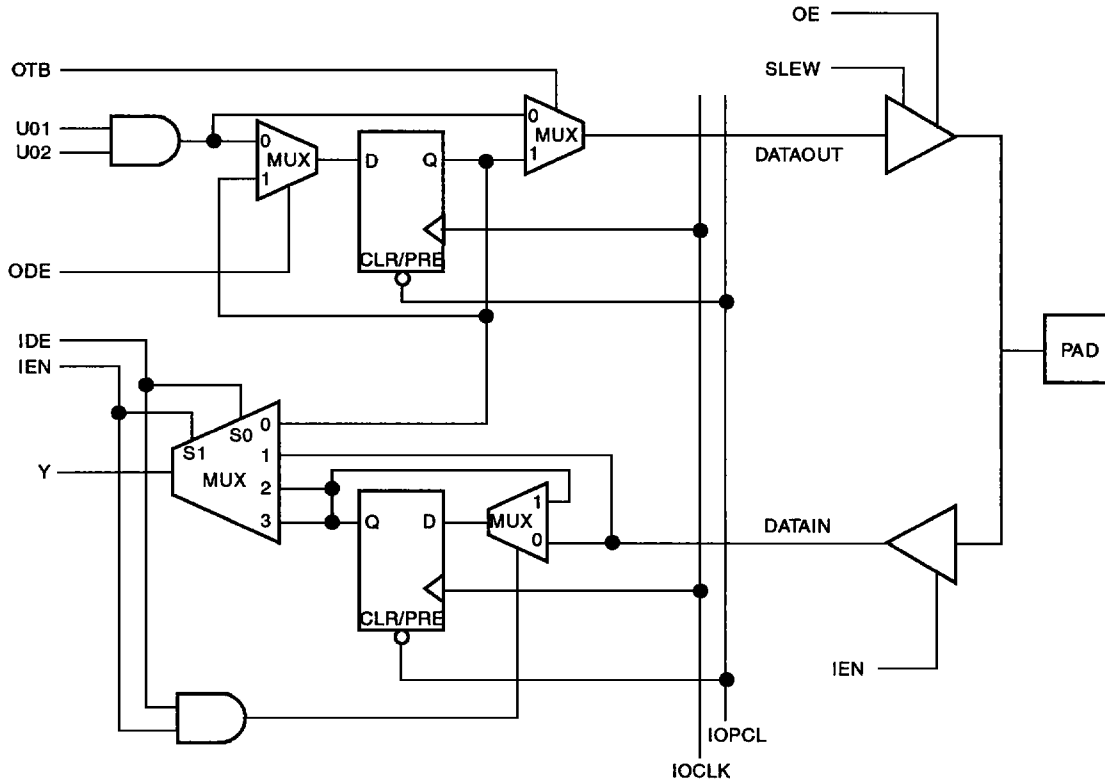 OE
OTB
SLEW
U01
U02
0
MUX
1
0
MUX
1
D
Q
CLR/PRE
DATAOUT
ODE
IDE
IEN
PAD
S1
S0
MUX
0
1
2
3
Y
Q
D
CLR/PRE
MUX
1
0
DATAIN
IEN
IOPCL
IOCLK